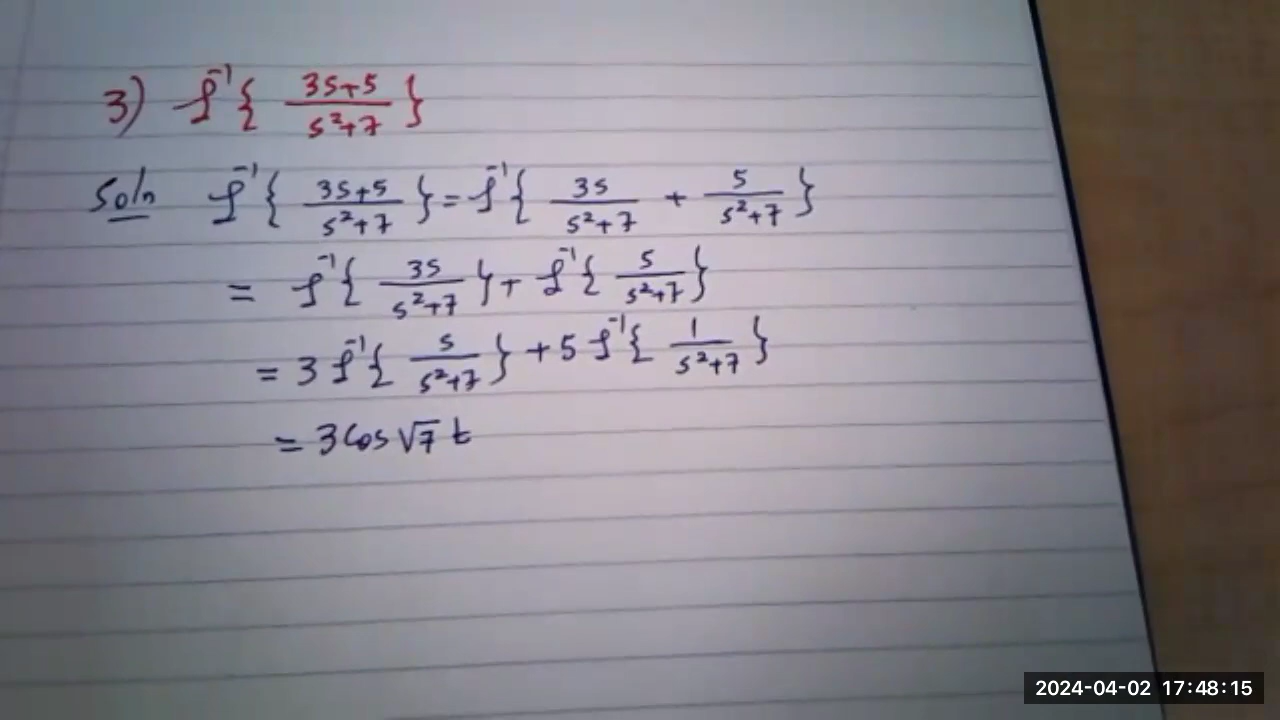 3) ℒ⁻¹{ (3s+5)/(s²+7) }
Soln ℒ⁻¹{ (3s+5)/(s²+7) } = ℒ⁻¹{ 3s/(s²+7) + 5/(s²+7) }
= ℒ⁻¹{ 3s/(s²+7) } + ℒ⁻¹{ 5/(s²+7) }
= 3 ℒ⁻¹{ s/(s²+7) } + 5 ℒ⁻¹{ 1/(s²+7) }
= 3 cos √7 t
2024-04-02 17:48:15